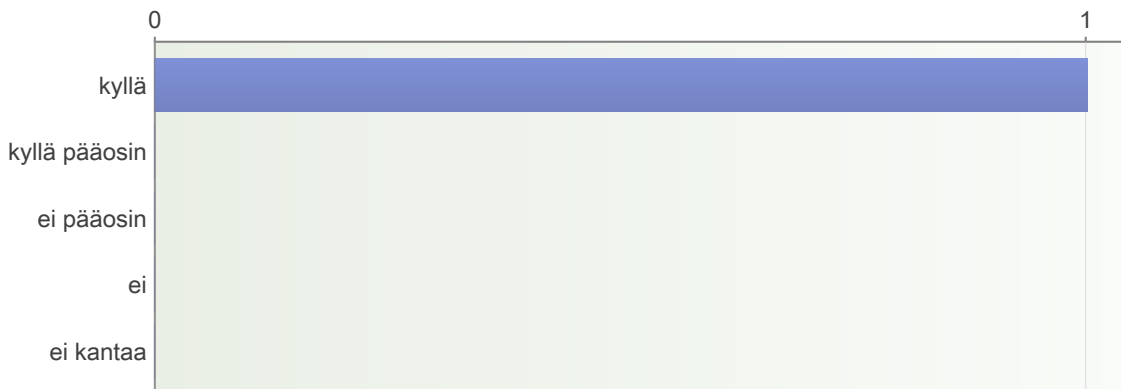 0 1
kyllä
kyllä pääosin
ei pääosin
ei
ei kantaa